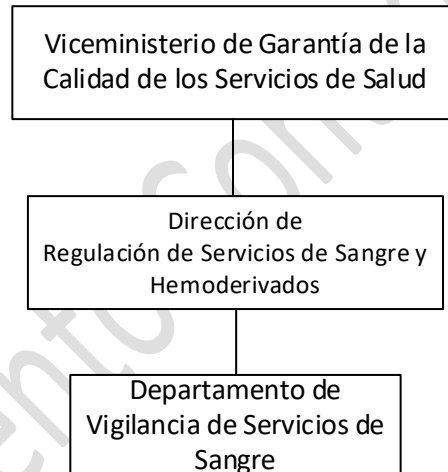 Viceministerio de Garantía de la
Calidad de los Servicios de Salud
Dirección de
Regulación de Servicios de Sangre y
Hemoderivados
Departamento de
Vigilancia de Servicios de
Sangre